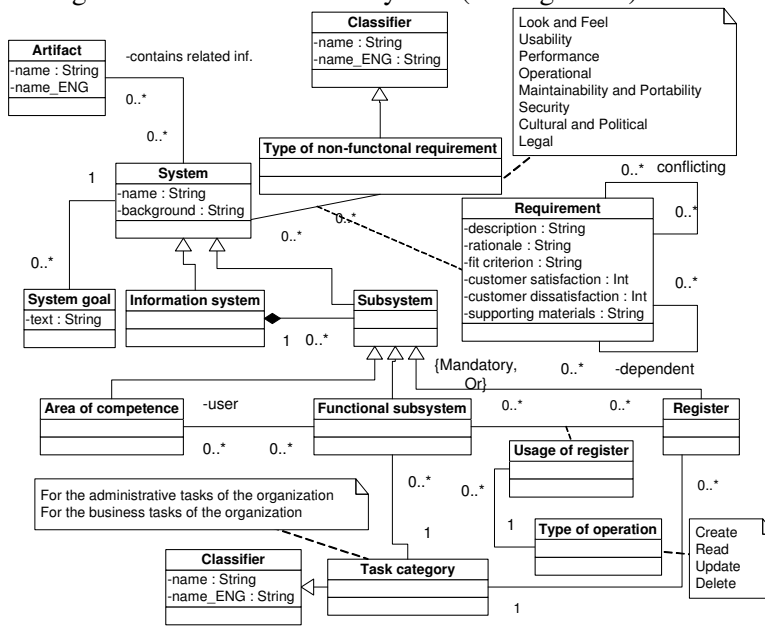 Classifier
-name : String
-name_ENG : String
Look and Feel
Usability
Performance
Operational
Maintainability and Portability
Security
Cultural and Political
Legal
Artifact
-name : String
-name_ENG
-contains related inf.
0..*
0..*
Type of non-functonal requirement
System
-name : String
-background : String
1
0..*
0..*
0..*
0..*
conflicting
0..*
Requirement
-description : String
-rationale : String
-fit criterion : String
-customer satisfaction : Int
-customer dissatisfaction : Int
-supporting materials : String
0..*
0..*
-dependent
System goal
-text : String
Information system
Subsystem
1
0..*
{Mandatory,
Or}
Area of competence
-user
0..*
0..*
Functional subsystem
0..*
0..*
Register
Usage of register
0..*
0..*
0..*
1
1
Type of operation
Create
Read
Update
Delete
For the administrative tasks of the organization
For the business tasks of the organization
Classifier
-name : String
-name_ENG : String
Task category
1